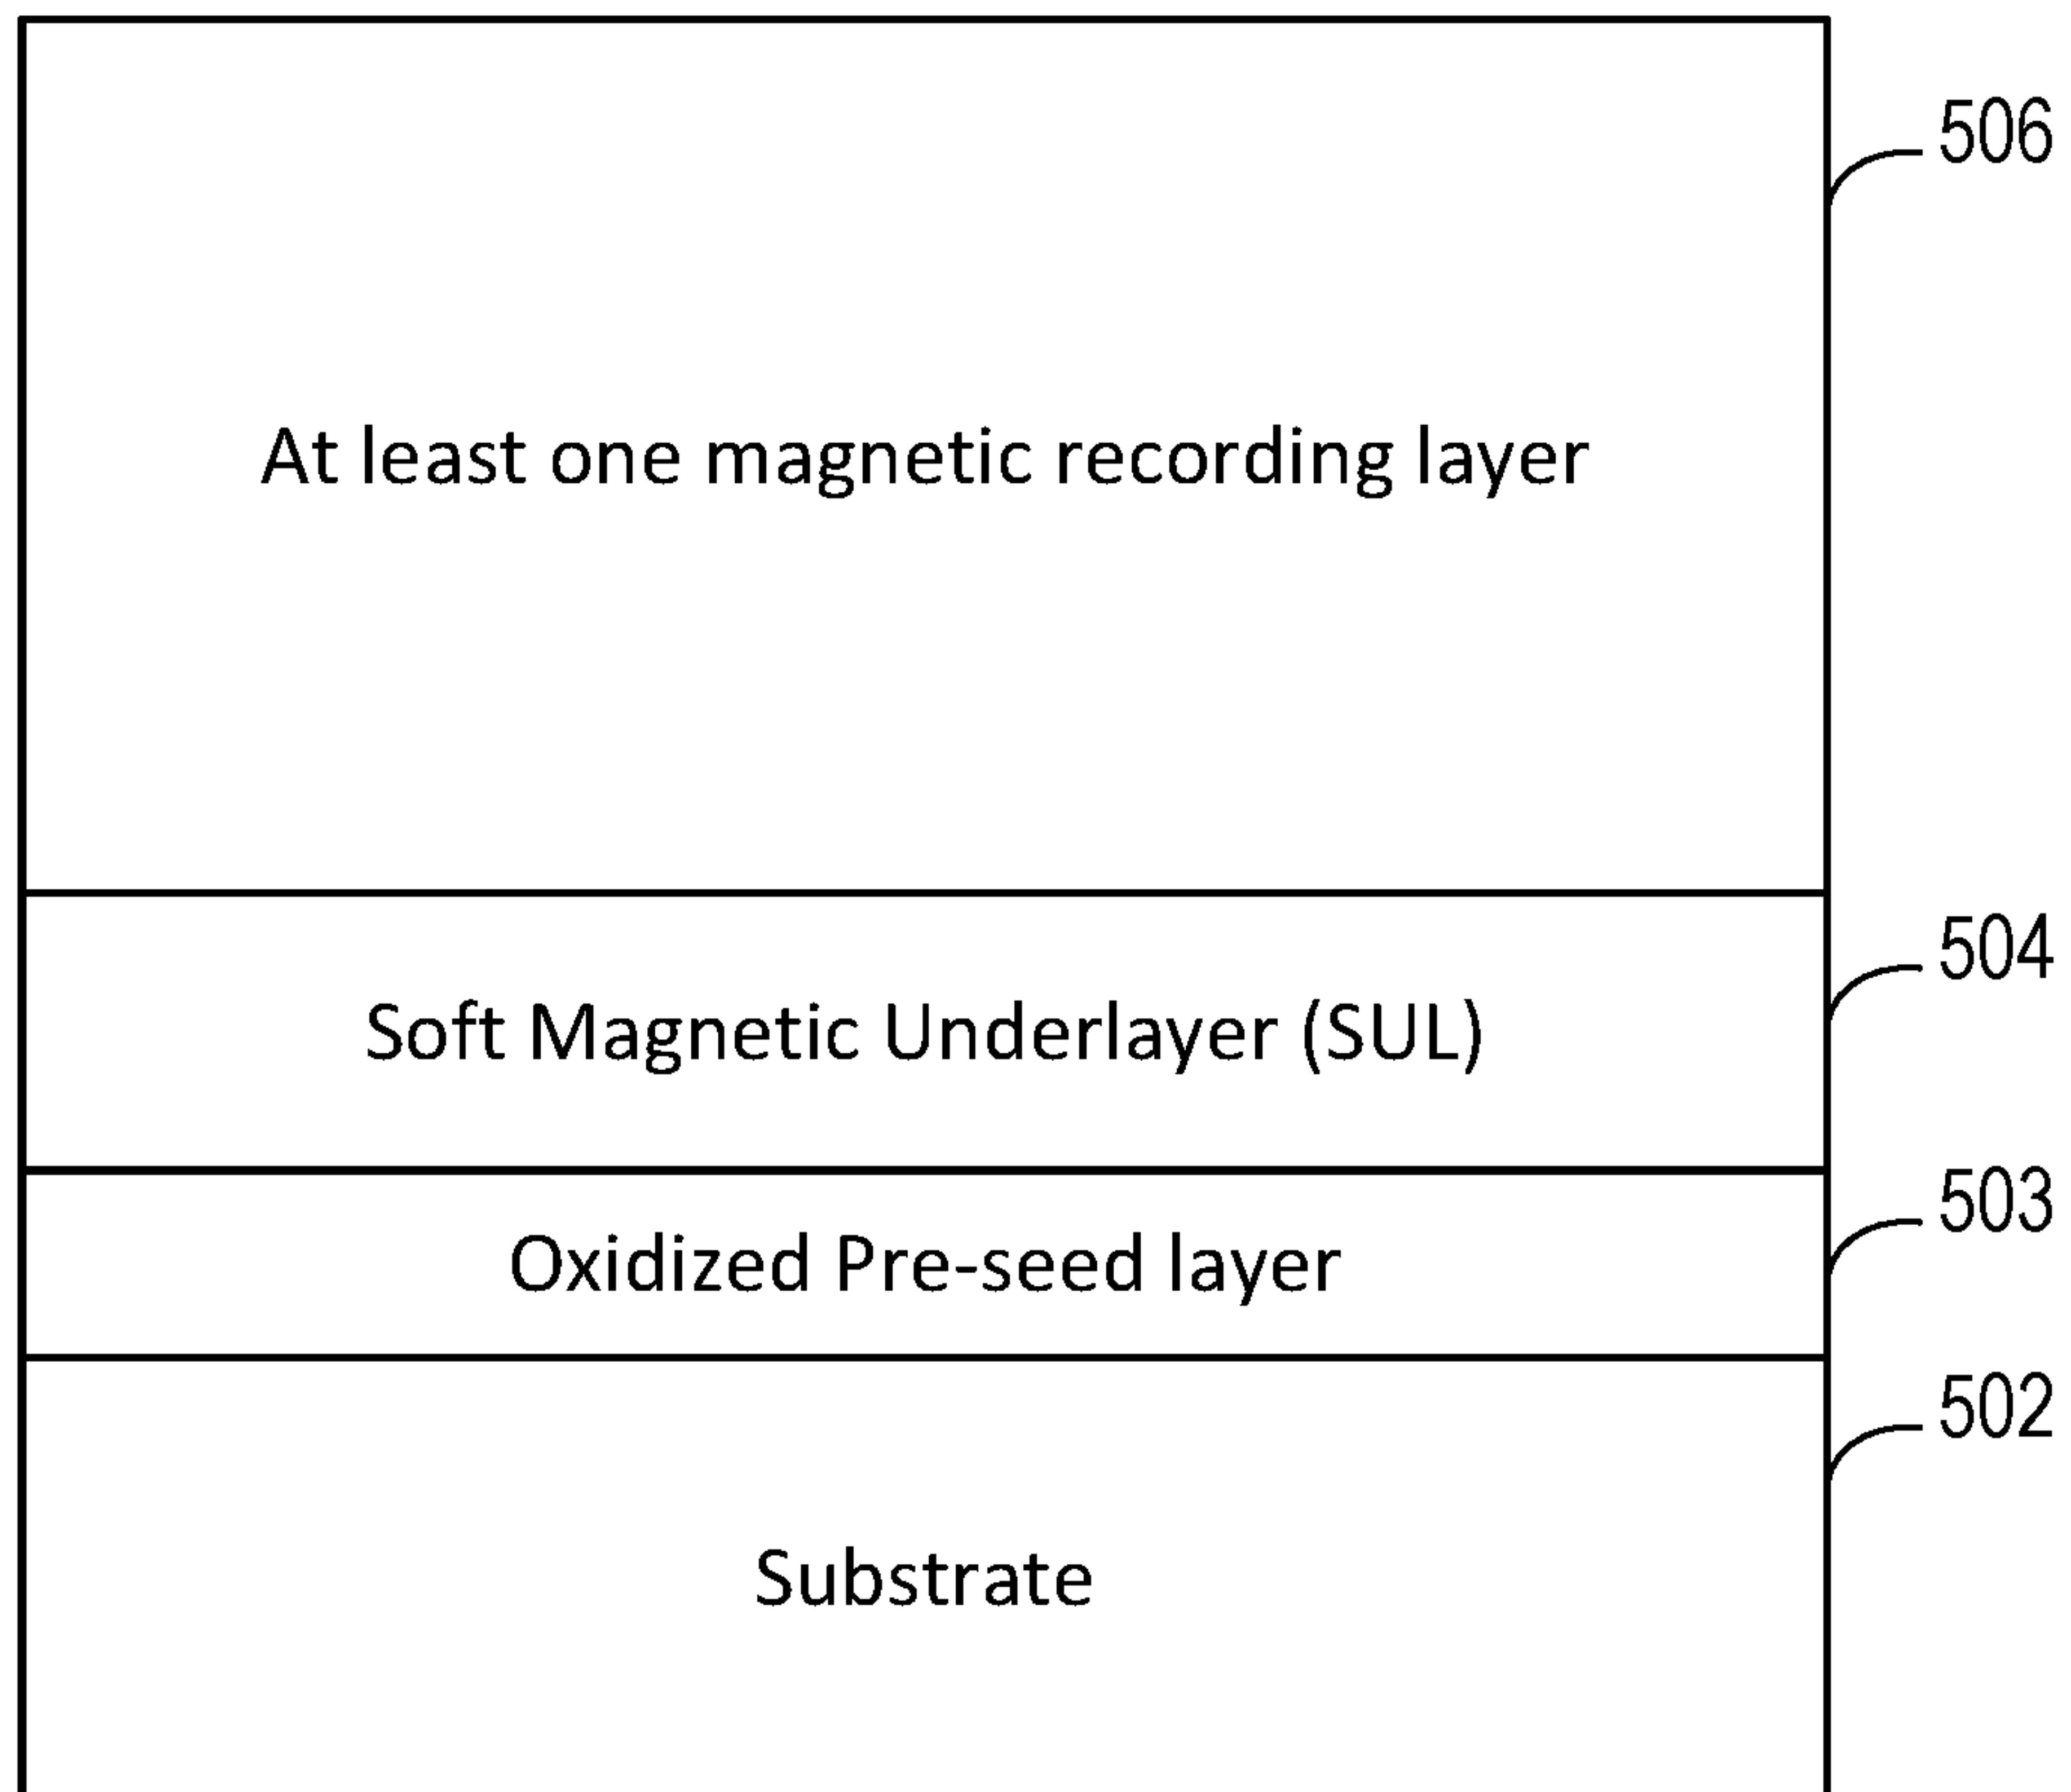 506
At least one magnetic recording layer
504
Soft Magnetic Underlayer (SUL)
503
Oxidized Pre-seed layer
502
Substrate